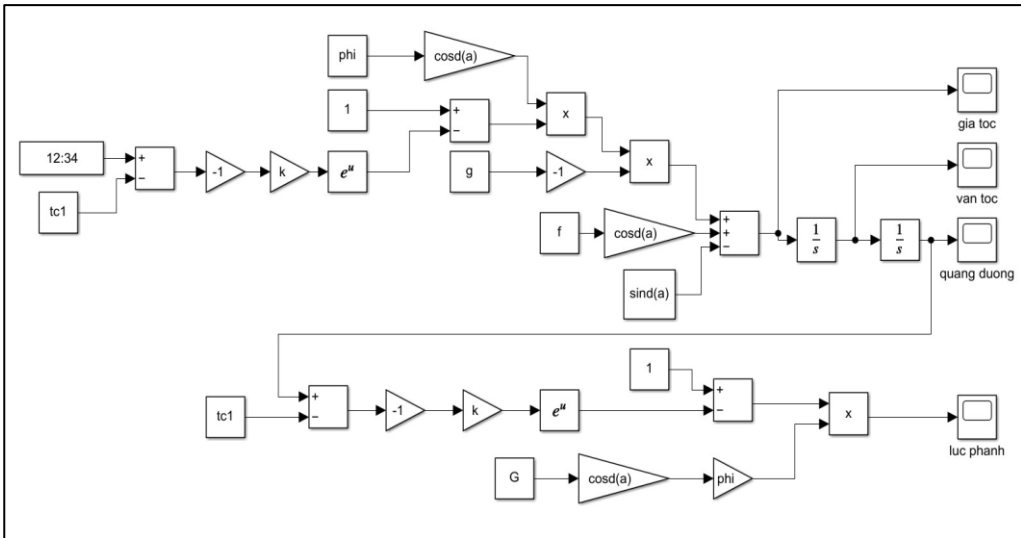 phi
cosd(a)
1
+
−
x
gia toc
12:34
+
−
-1
k
e^u
g
-1
x
van toc
tc1
f
cosd(a)
+
+
−
1
s
1
s
quang duong
sind(a)
1
tc1
+
−
-1
k
e^u
+
−
x
luc phanh
G
cosd(a)
phi